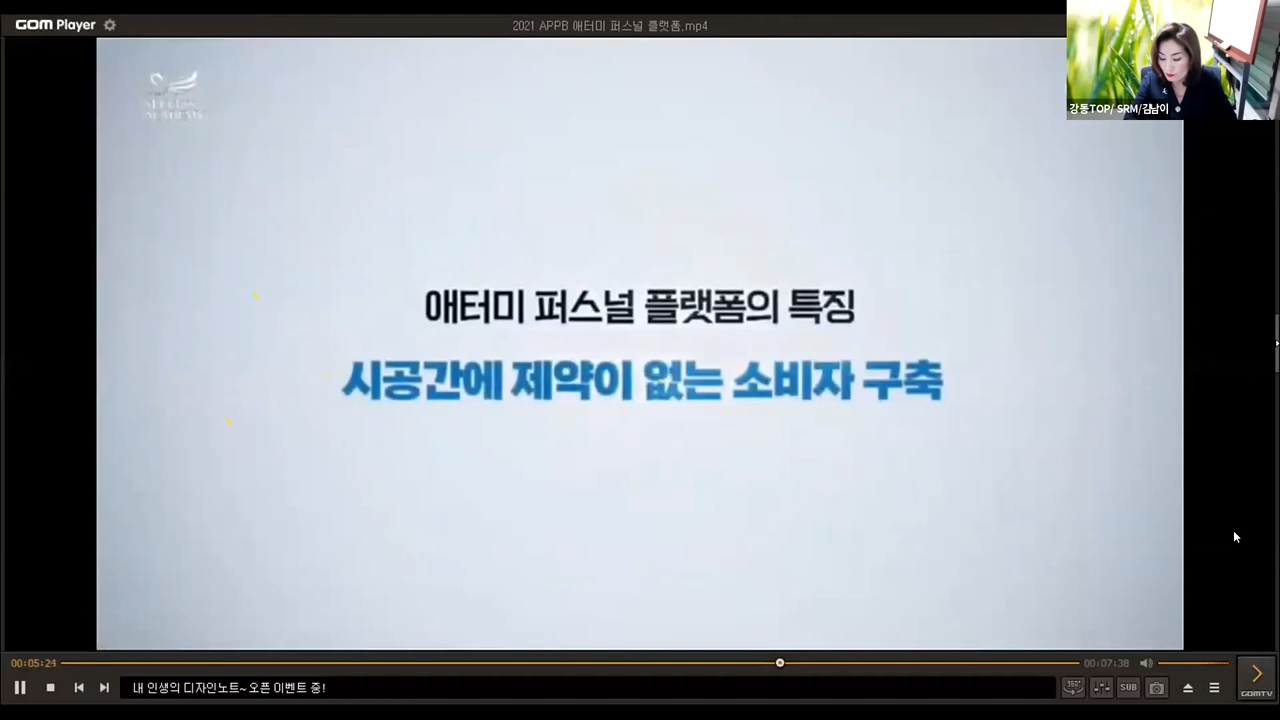 GOM Player
2021 APPB 애터미 퍼스널 플랫폼.mp4
강동TOP/ SRM/김남이
애터미 퍼스널 플랫폼의 특징
시공간에 제약이 없는 소비자 구축
00:05:24
00:07:38
내 인생의 디자인노트~ 오픈 이벤트 중!
360°
SUB
GOMTV